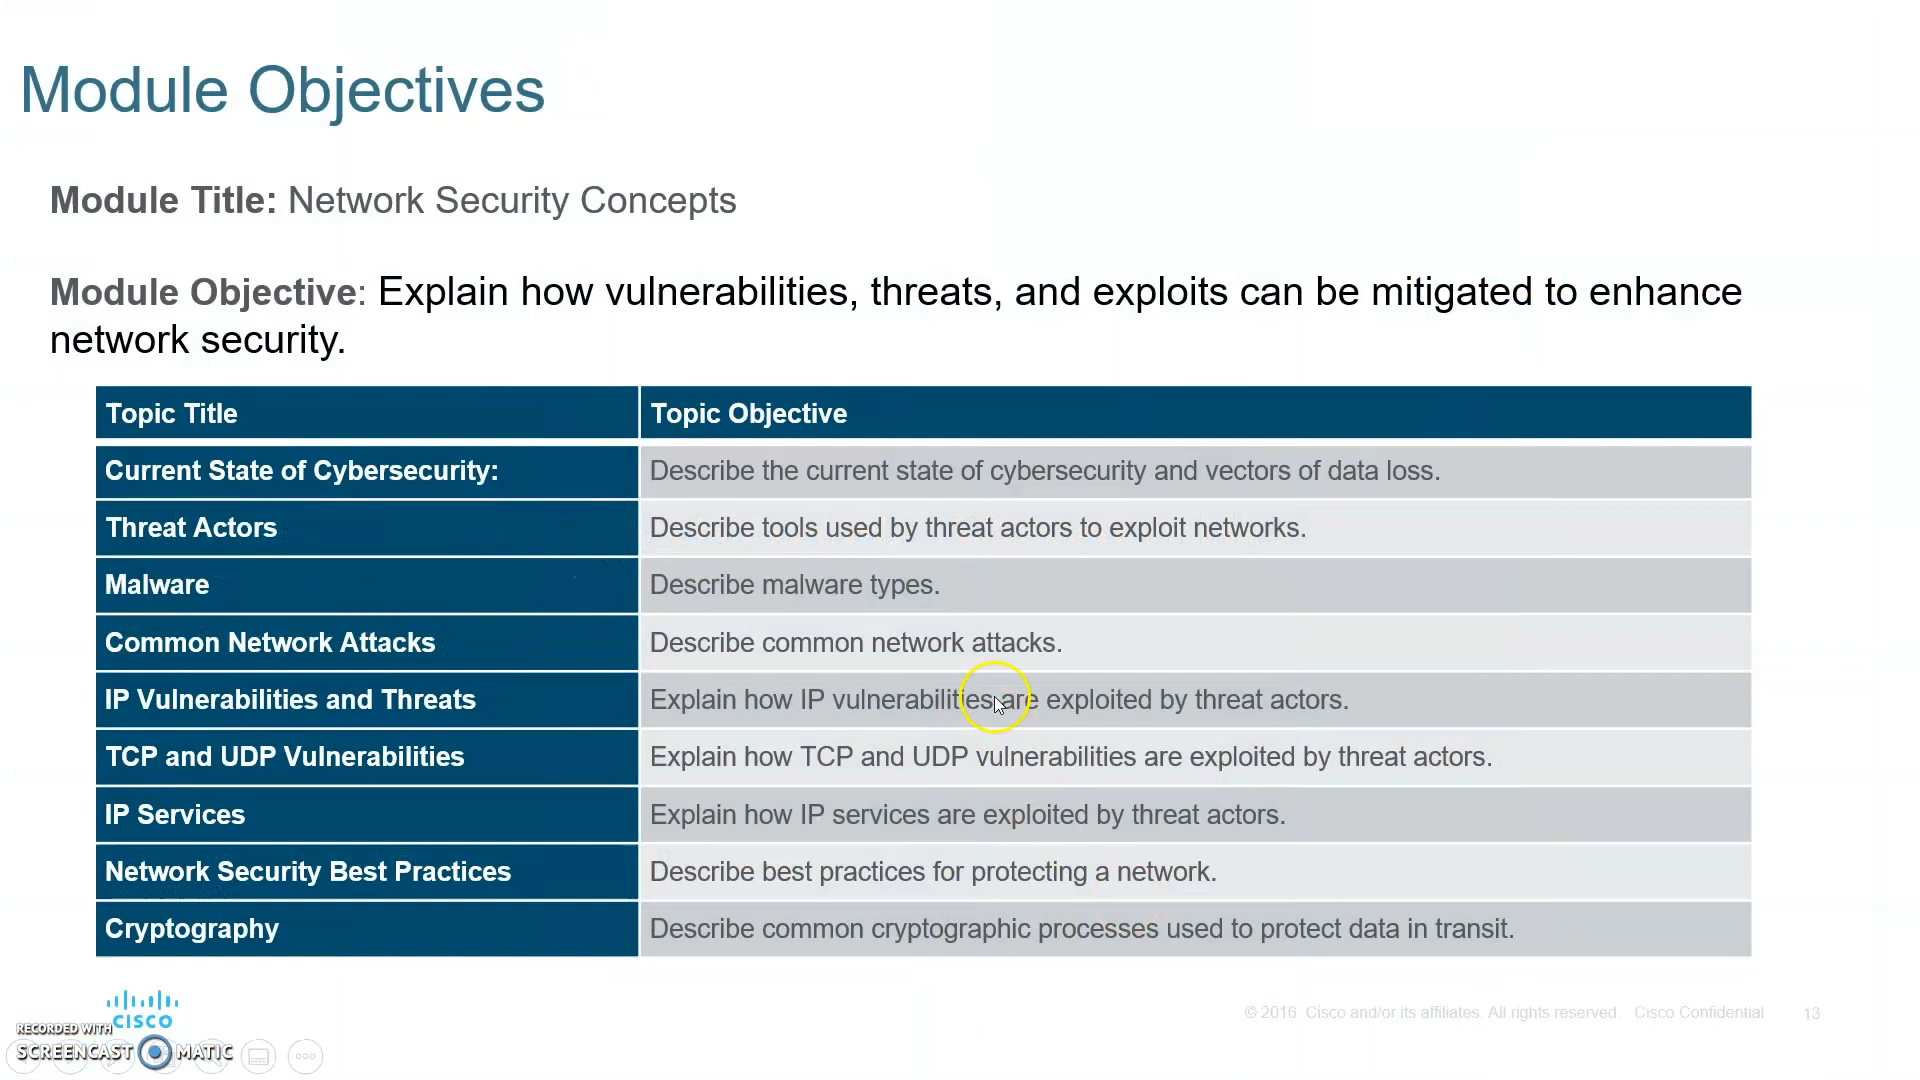 Module Objectives
Module Title: Network Security Concepts
Module Objective: Explain how vulnerabilities, threats, and exploits can be mitigated to enhance
network security.
Topic Title Topic Objective
Current State of Cybersecurity: Describe the current state of cybersecurity and vectors of data loss.
Threat Actors Describe tools used by threat actors to exploit networks.
Malware Describe malware types.
Common Network Attacks Describe common network attacks.
IP Vulnerabilities and Threats Explain how IP vulnerabilities are exploited by threat actors.
TCP and UDP Vulnerabilities Explain how TCP and UDP vulnerabilities are exploited by threat actors.
IP Services Explain how IP services are exploited by threat actors.
Network Security Best Practices Describe best practices for protecting a network.
Cryptography Describe common cryptographic processes used to protect data in transit.
CISCO
© 2016 Cisco and/or its affiliates. All rights reserved. Cisco Confidential 13
RECORDED WITH
SCREENCAST MATIC